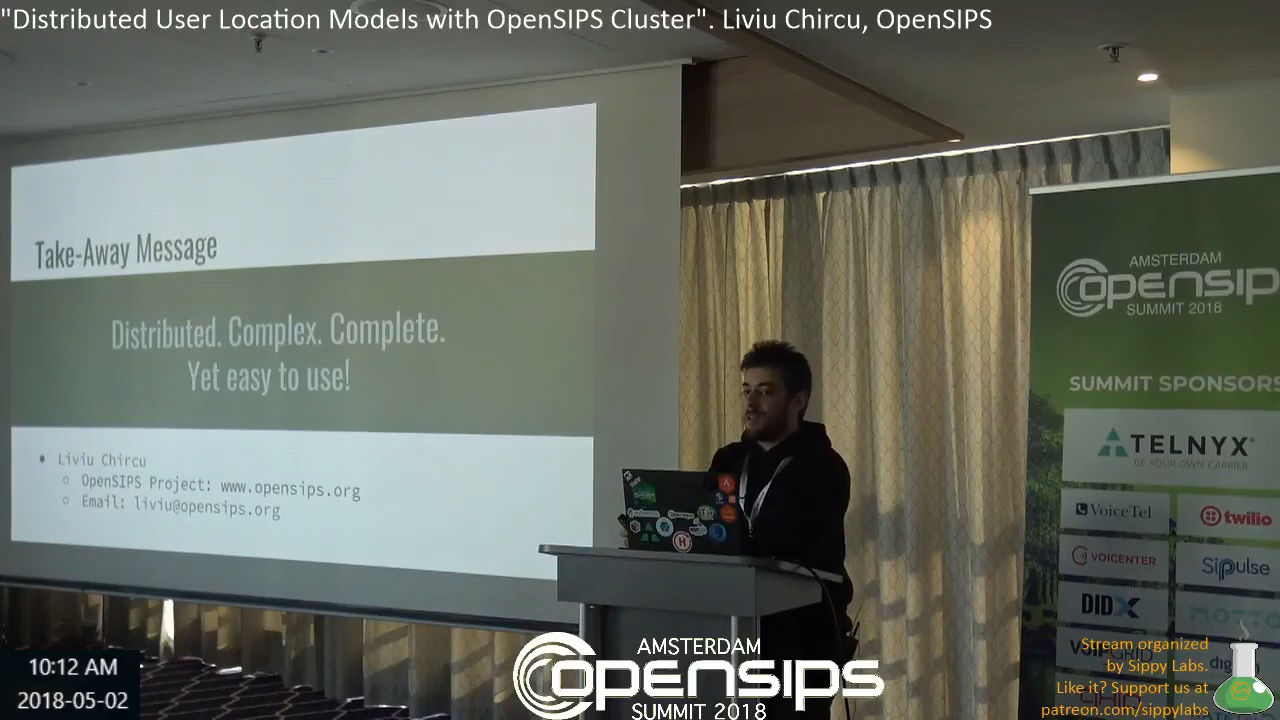 "Distributed User Location Models with OpenSIPS Cluster". Liviu Chircu, OpenSIPS
Take-Away Message
Distributed. Complex. Complete.
Yet easy to use!
Liviu Chircu
OpenSIPS Project: www.opensips.org
Email: liviu@opensips.org
AMSTERDAM
OPENSIP
SUMMIT 2018
SUMMIT SPONSORS
TELNYX
BE YOUR OWN CARRIER
VoiceTel
twilio
VOICENTER
Sipulse
DIDX
Stream organized
by Sippy Labs.
Like it? Support us at
patreon.com/sippylabs
AMSTERDAM
OPENSIPS
SUMMIT 2018
10:12 AM
2018-05-02